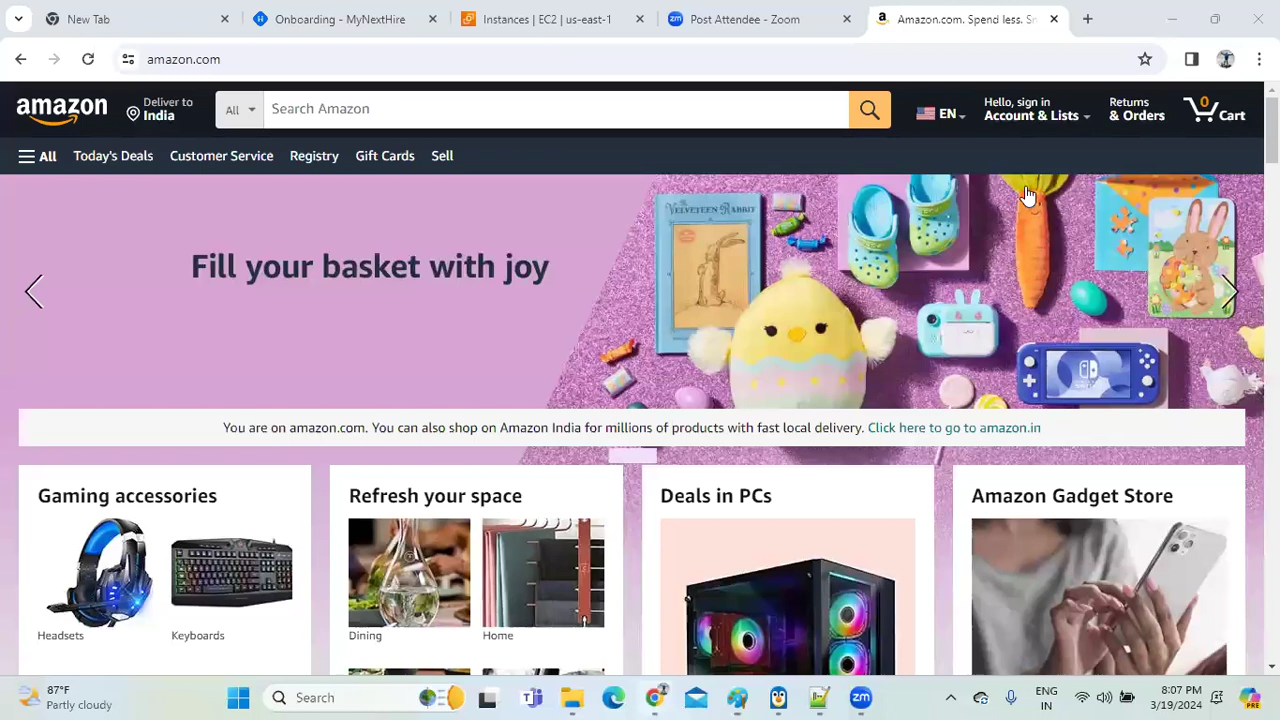 New Tab
Onboarding - MyNextHire
Instances | EC2 | us-east-1
Post Attendee - Zoom
Amazon.com. Spend less. Sm
amazon.com
amazon
Deliver to
India
All
Search Amazon
EN
Hello, sign in
Account & Lists
Returns
& Orders
0
Cart
All
Today's Deals
Customer Service
Registry
Gift Cards
Sell
Fill your basket with joy
VELVETEEN RABBIT
You are on amazon.com. You can also shop on Amazon India for millions of products with fast local delivery. Click here to go to amazon.in
Gaming accessories
Refresh your space
Deals in PCs
Amazon Gadget Store
Headsets
Keyboards
Dining
Home
87°F
Partly cloudy
Search
ENG
IN
8:07 PM
3/19/2024
PRE